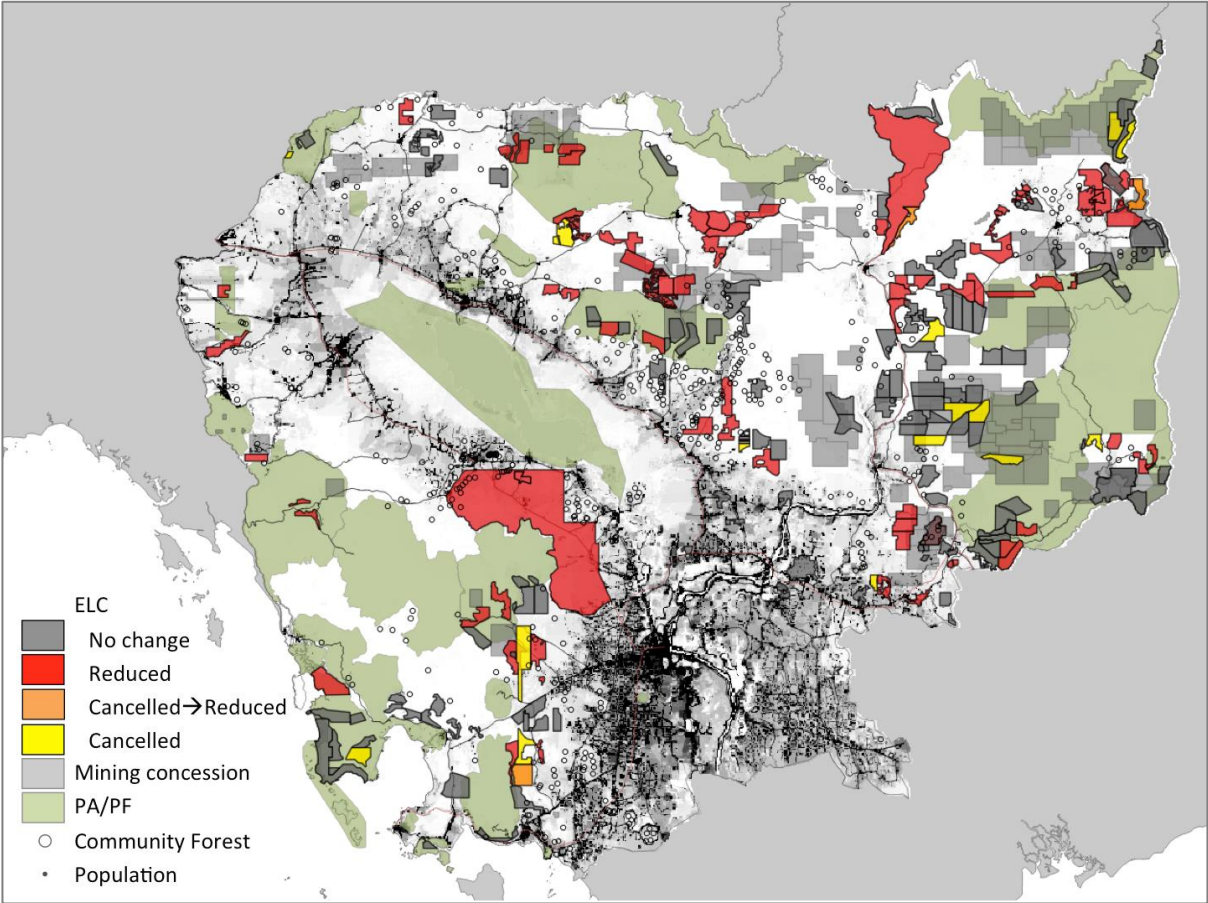 ELC
No change
Reduced
Cancelled→Reduced
Cancelled
Mining concession
PA/PF
Community Forest
Population